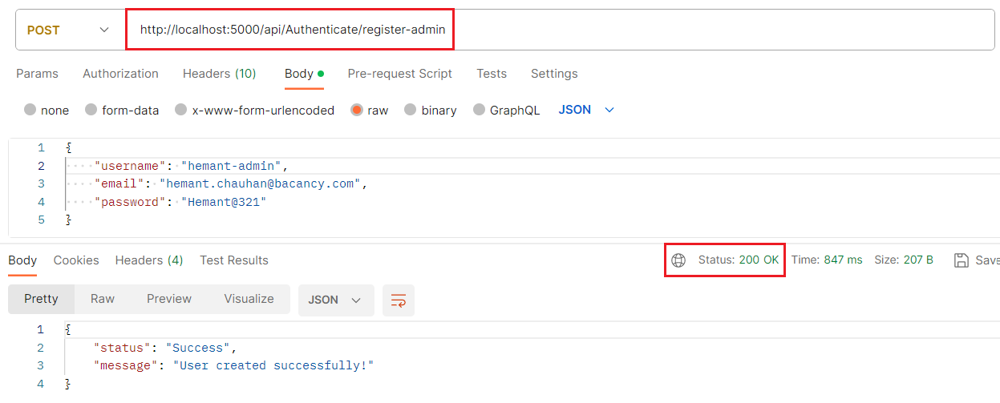 POST http://localhost:5000/api/Authenticate/register-admin
Params Authorization Headers (10) Body Pre-request Script Tests Settings
none form-data x-www-form-urlencoded raw binary GraphQL JSON
1 {
2 "username": "hemant-admin",
3 "email": "hemant.chauhan@bacancy.com",
4 "password": "Hemant@321"
5 }
Body Cookies Headers (4) Test Results Status: 200 OK Time: 847 ms Size: 207 B Save
Pretty Raw Preview Visualize JSON
1 {
2 "status": "Success",
3 "message": "User created successfully!"
4 }